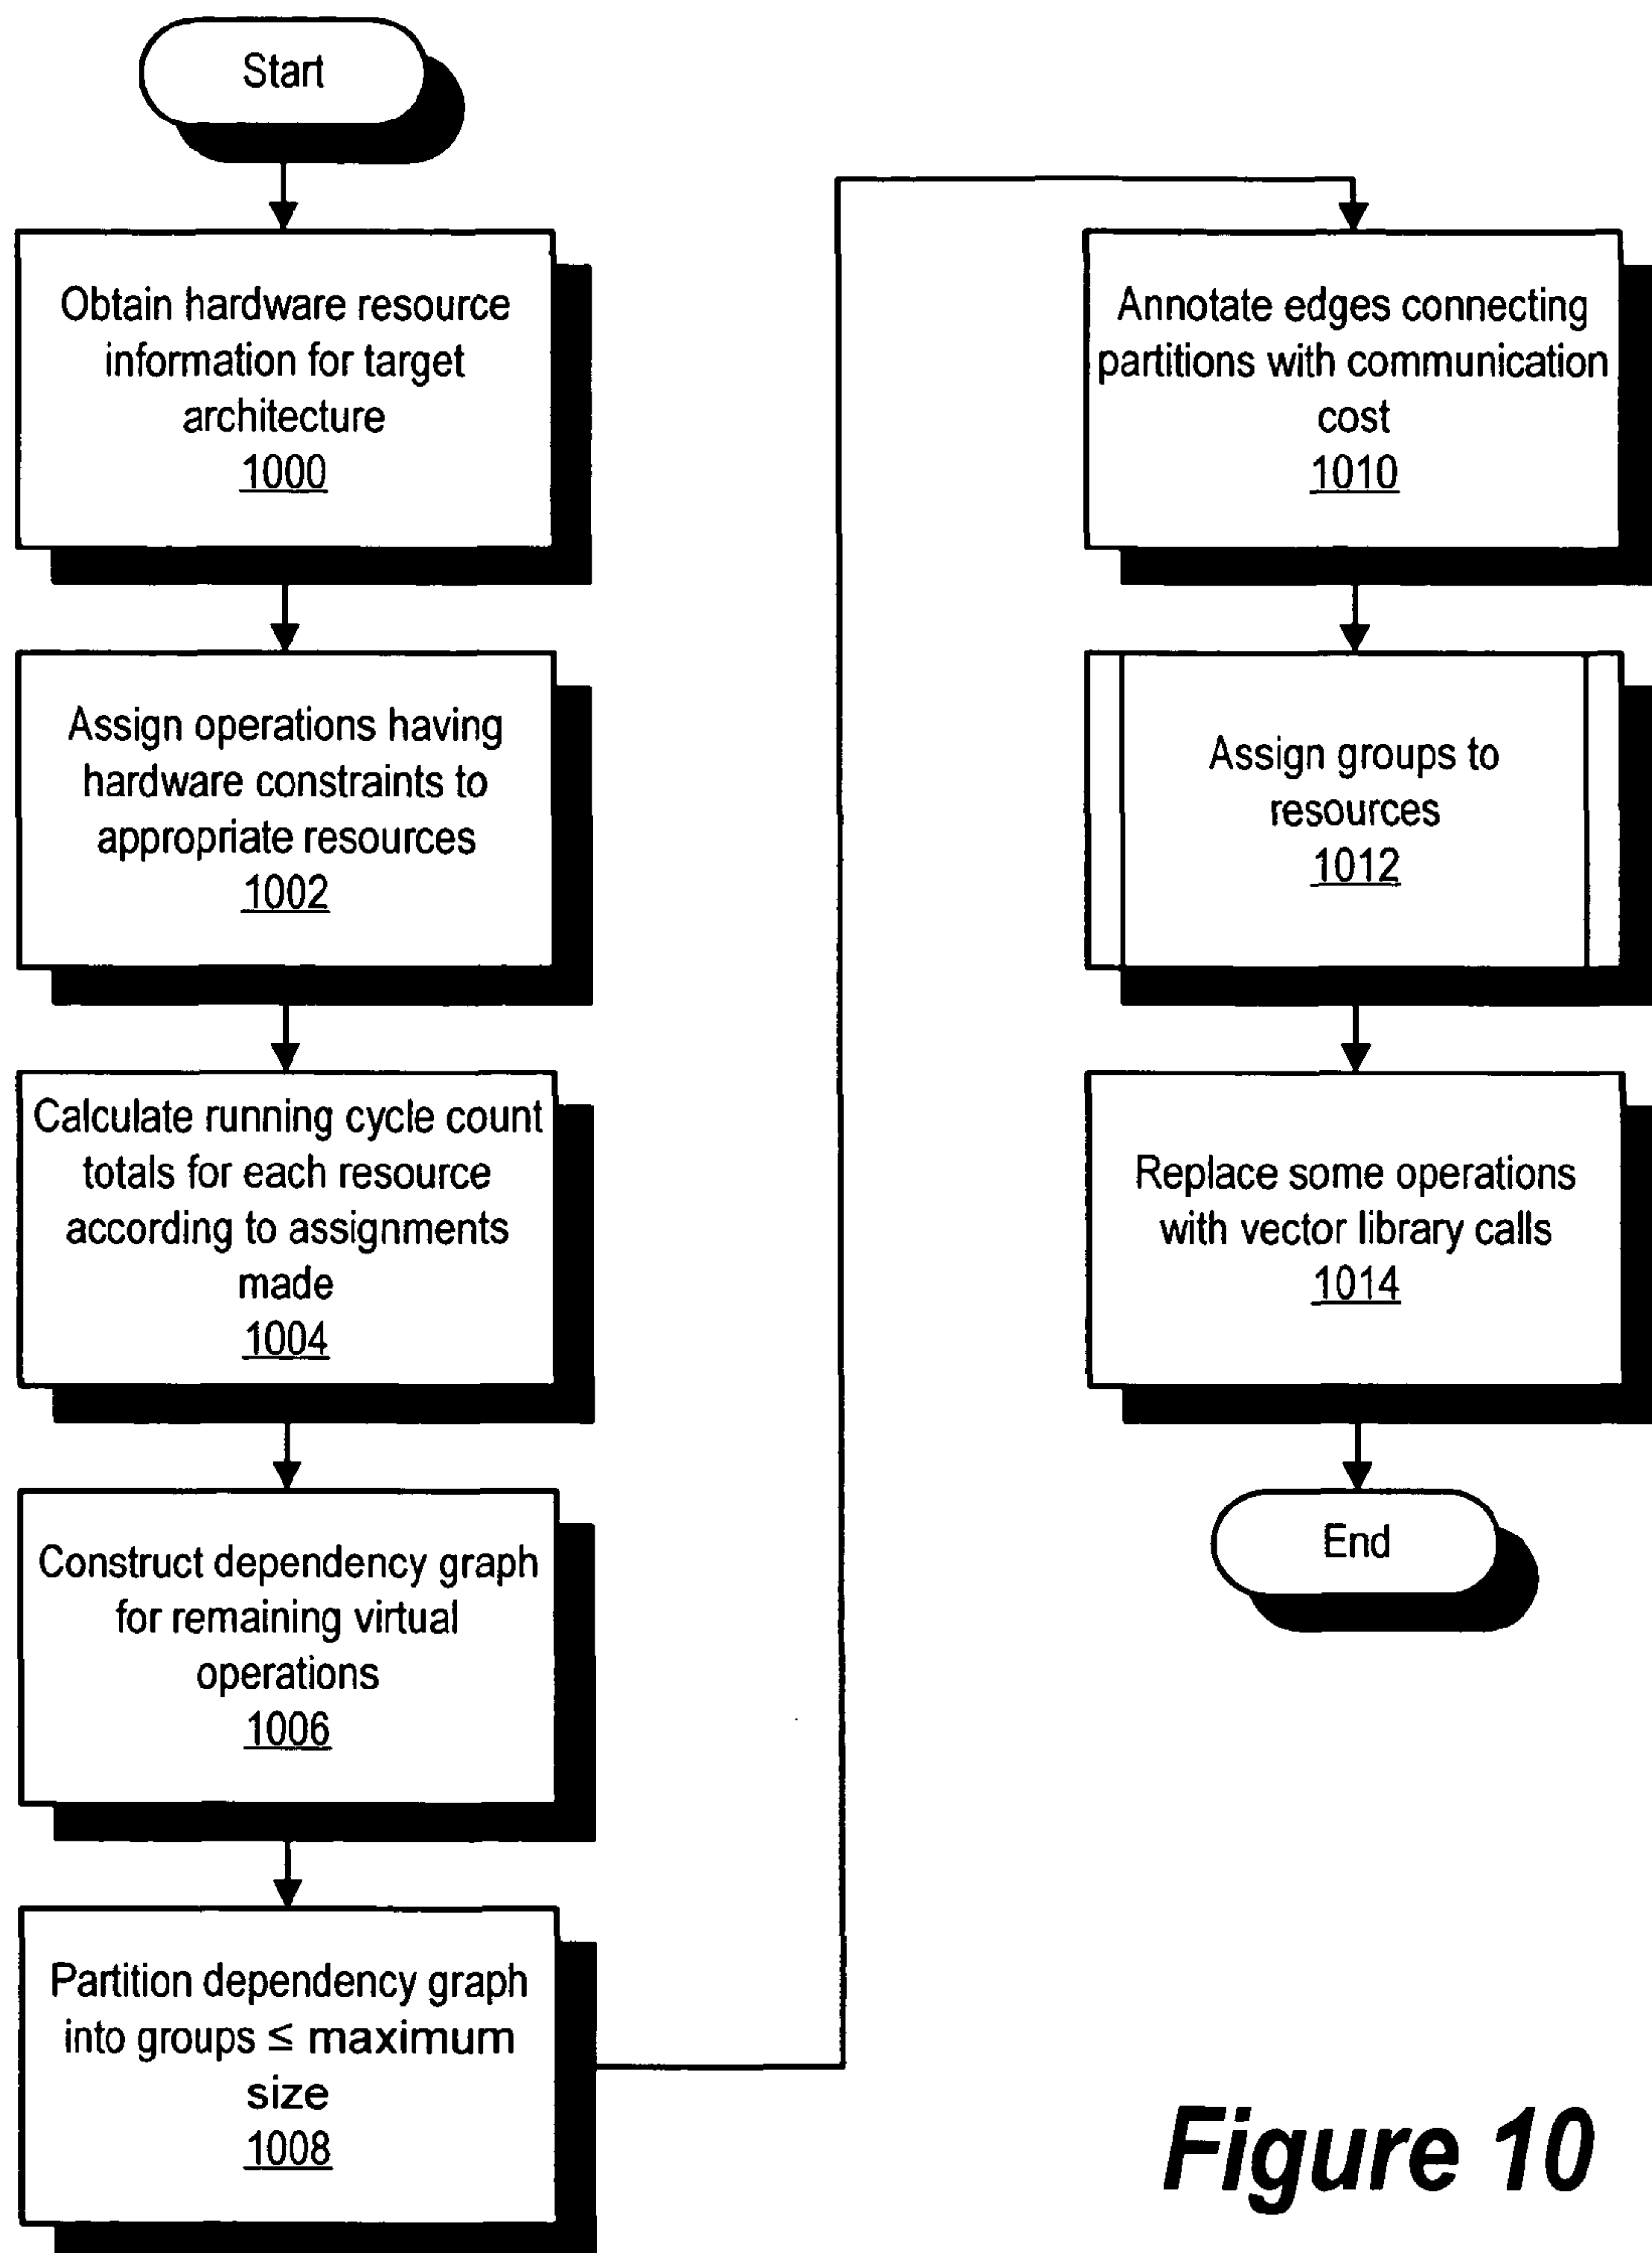 Start
Obtain hardware resource
information for target
architecture
1000
Assign operations having
hardware constraints to
appropriate resources
1002
Calculate running cycle count
totals for each resource
according to assignments
made
1004
Construct dependency graph
for remaining virtual
operations
1006
Partition dependency graph
into groups ≤ maximum
size
1008
Annotate edges connecting
partitions with communication
cost
1010
Assign groups to
resources
1012
Replace some operations
with vector library calls
1014
End
Figure 10